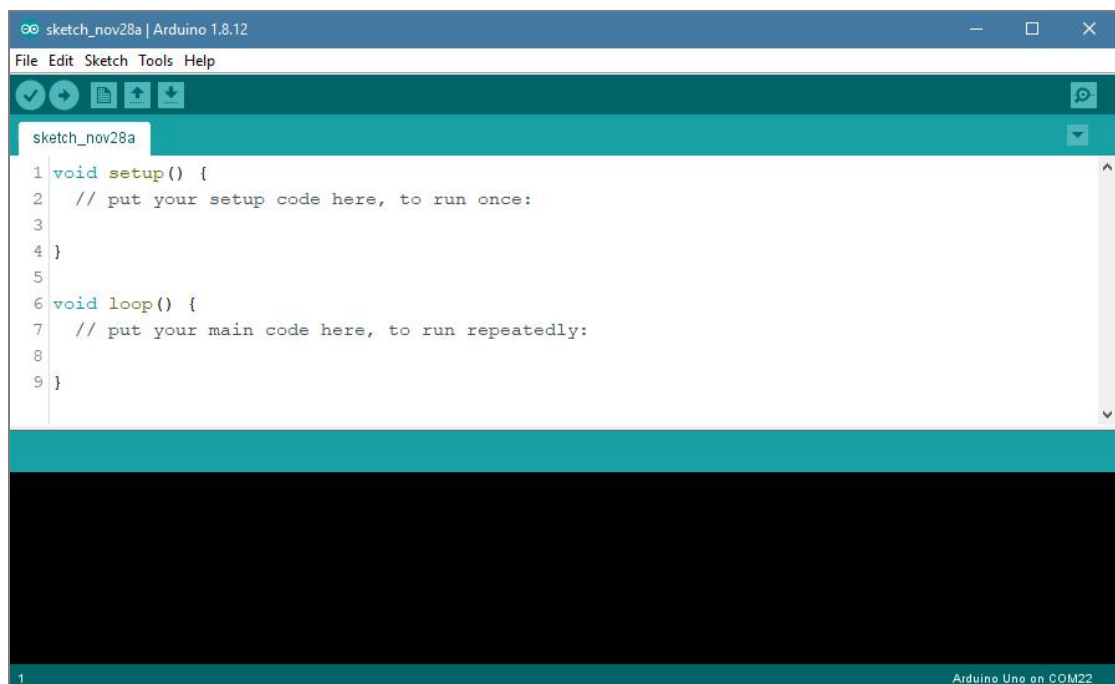 sketch_nov28a | Arduino 1.8.12
File Edit Sketch Tools Help
sketch_nov28a
1 void setup() {
2 // put your setup code here, to run once:
3
4 }
5
6 void loop() {
7 // put your main code here, to run repeatedly:
8
9 }
1 Arduino Uno on COM22